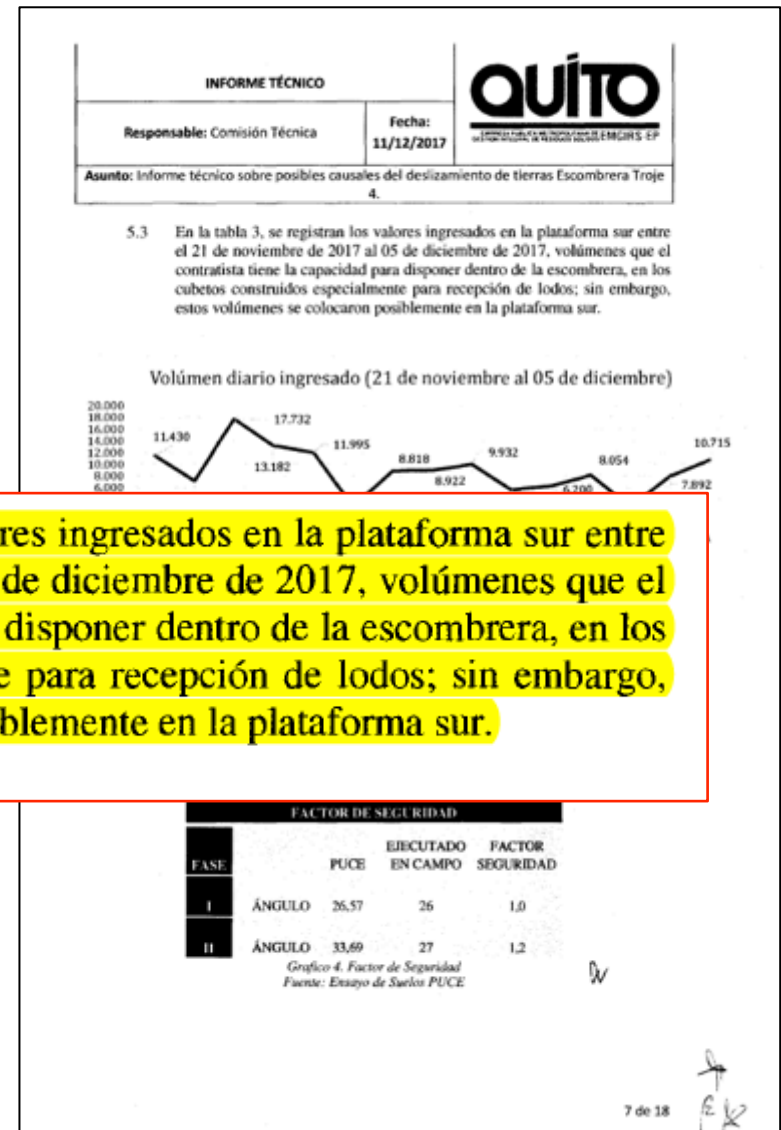 INFORME TÉCNICO
QUITO
Responsable: Comisión Técnica
Fecha:
11/12/2017
EMPRESA PÚBLICA METROPOLITANA DE
GESTIÓN INTEGRAL DE RESIDUOS SÓLIDOS EMGIRS-EP
Asunto: Informe técnico sobre posibles causales del deslizamiento de tierras Escombrera Troje
4.
5.3 En la tabla 3, se registran los valores ingresados en la plataforma sur entre
el 21 de noviembre de 2017 al 05 de diciembre de 2017, volúmenes que el
contratista tiene la capacidad para disponer dentro de la escombrera, en los
cubetos construidos especialmente para recepción de lodos; sin embargo,
estos volúmenes se colocaron posiblemente en la plataforma sur.
Volúmen diario ingresado (21 de noviembre al 05 de diciembre)
20.000
18.000
16.000
14.000
12.000
10.000
8.000
6.000
11.430
17.732
13.182
11.995
8.818
8.922
9.932
6.200
8.054
7.892
10.715
res ingresados en la plataforma sur entre
de diciembre de 2017, volúmenes que el
disponer dentro de la escombrera, en los
e para recepción de lodos; sin embargo,
blemente en la plataforma sur.
FACTOR DE SEGURIDAD
FASE PUCE EJECUTADO EN CAMPO FACTOR SEGURIDAD
I ÁNGULO 26,57 26 1,0
II ÁNGULO 33,69 27 1,2
Grafico 4. Factor de Seguridad
Fuente: Ensayo de Suelos PUCE
7 de 18